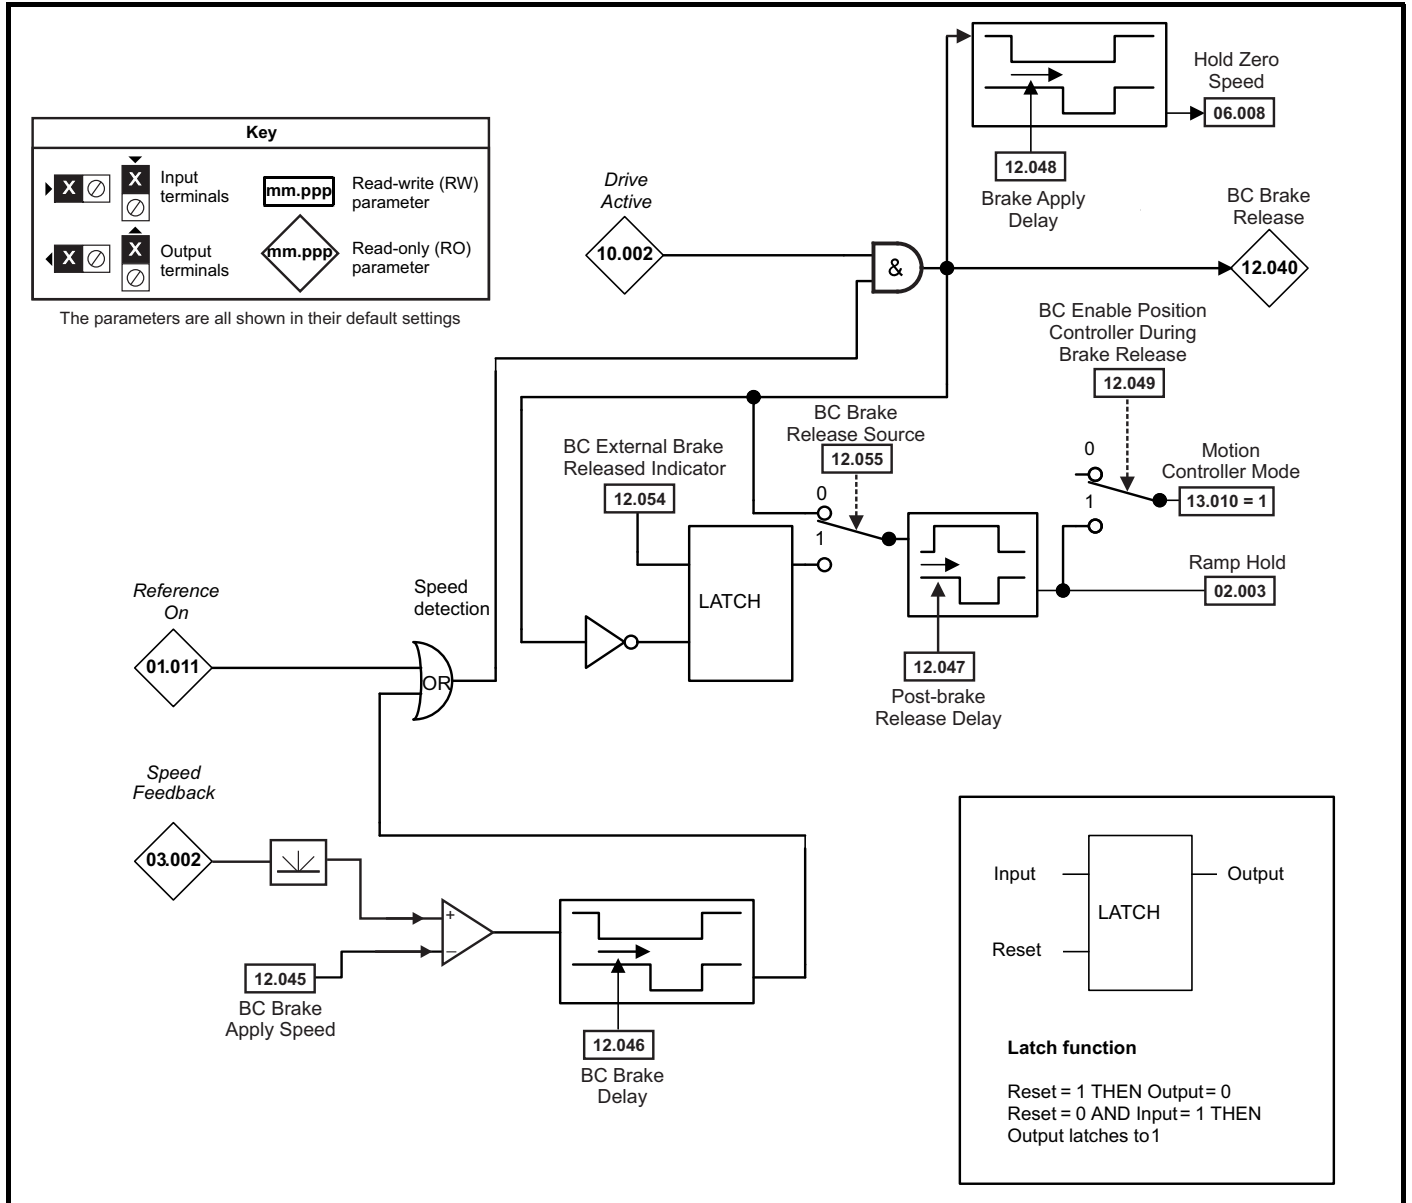 Key
X
X
Input
terminals
mm.ppp
Read-write (RW)
parameter
X
X
Output
terminals
mm.ppp
Read-only (RO)
parameter
The parameters are all shown in their default settings
Hold Zero
Speed
06.008
12.048
Brake Apply
Delay
Drive
Active
10.002
&
BC Brake
Release
12.040
BC Enable Position
Controller During
Brake Release
12.049
BC Brake
Release Source
12.055
BC External Brake
Released Indicator
12.054
0
1
0
1
Motion
Controller Mode
13.010 = 1
LATCH
Ramp Hold
02.003
12.047
Post-brake
Release Delay
Reference
On
01.011
Speed
detection
OR
Speed
Feedback
03.002
+
–
12.045
BC Brake
Apply Speed
12.046
BC Brake
Delay
Input
Output
LATCH
Reset
Latch function
Reset = 1 THEN Output = 0
Reset = 0 AND Input = 1 THEN
Output latches to 1